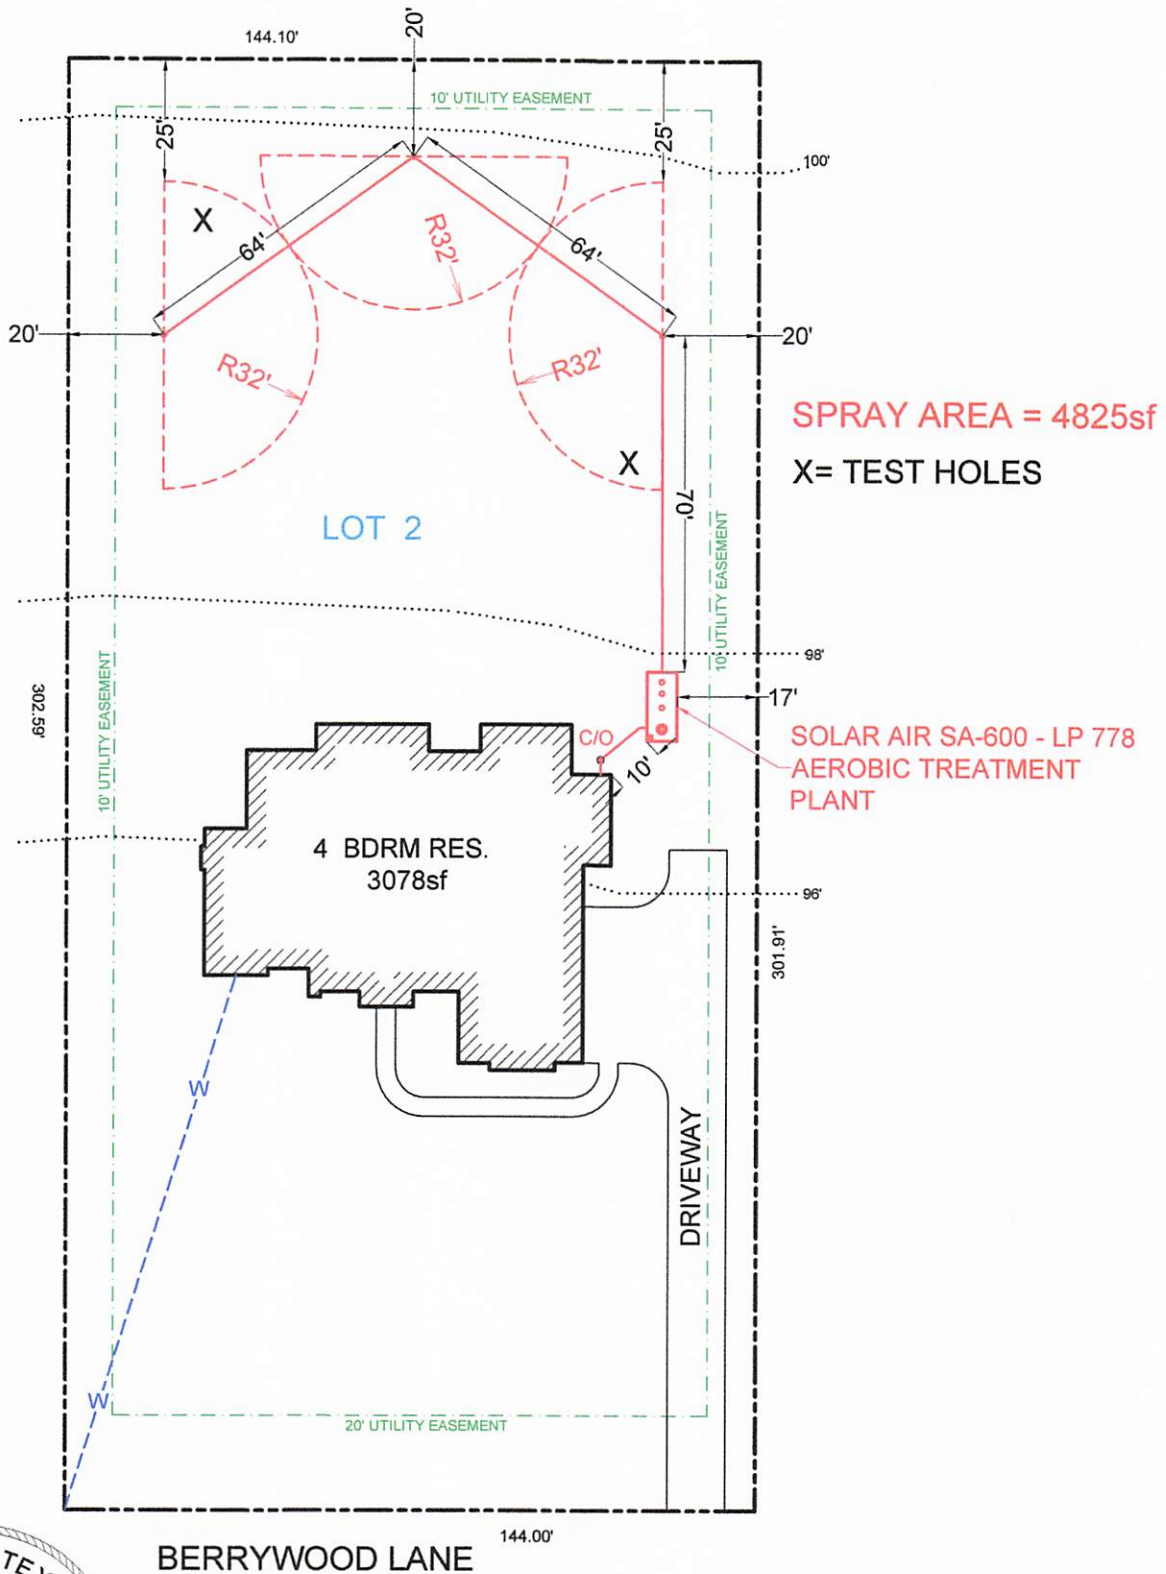 144.10'
20'
10' UTILITY EASEMENT
25'
25'
100'
X
64'
R32'
64'
20'
20'
R32'
R32'
SPRAY AREA = 4825sf
X
X= TEST HOLES
70'
LOT 2
10' UTILITY EASEMENT
98'
10' UTILITY EASEMENT
302.59'
17'
C/O
SOLAR AIR SA-600 - LP 778
AEROBIC TREATMENT
PLANT
10'
4 BDRM RES.
3078sf
96'
301.91'
W
DRIVEWAY
W
20' UTILITY EASEMENT
144.00'
BERRYWOOD LANE